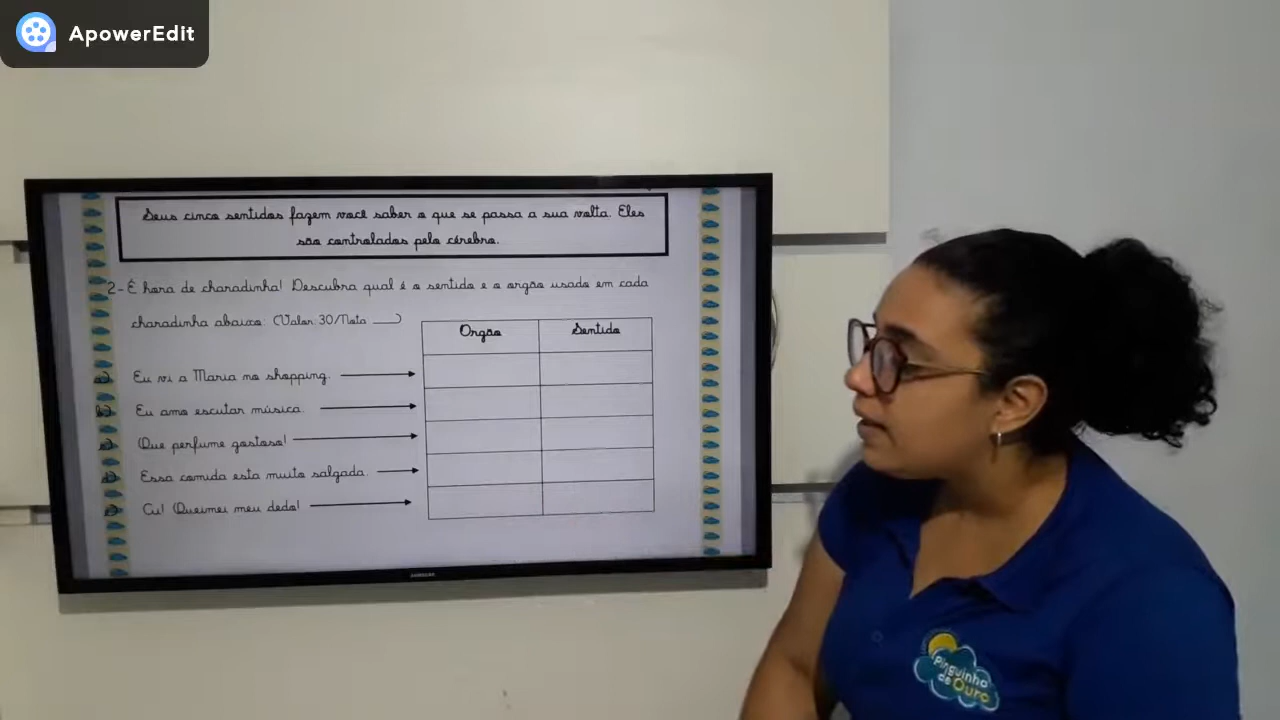 ApowerEdit
Seus cinco sentidos fazem você saber o que se passa a sua volta. Eles
são controlados pelo cérebro.
2- É hora de charadinha! Descubra qual é o sentido e o orgão usado em cada
charadinha abaixo: (Valor 30/Nota ___)
Orgão Sentido
a) Eu vi a Maria no shopping.
b) Eu amo escutar música.
c) Que perfume gostoso!
d) Essa comida esta muito salgada.
e) Ai! Queimei meu dedo!
SAMSUNG
Pinguinho
de Ouro